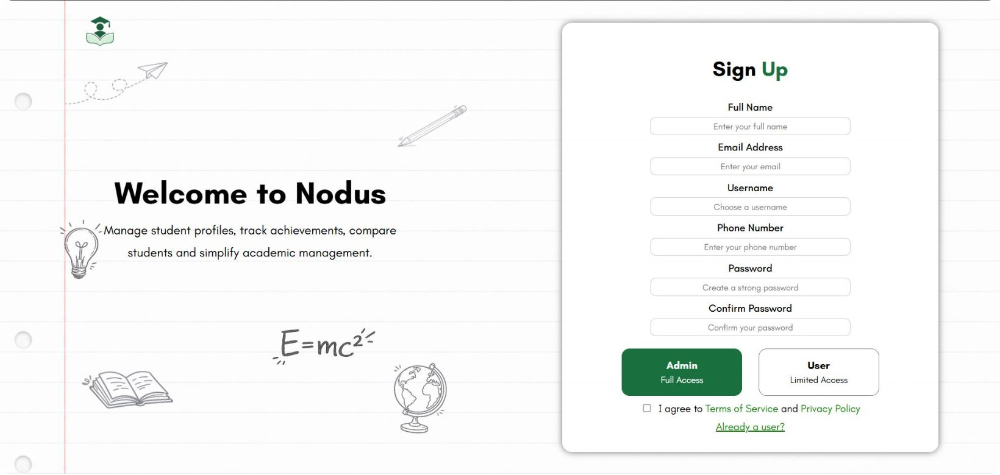 Welcome to Nodus
Manage student profiles, track achievements, compare
students and simplify academic management.
E=mc²
Sign Up
Full Name
Enter your full name
Email Address
Enter your email
Username
Choose a username
Phone Number
Enter your phone number
Password
Create a strong password
Confirm Password
Confirm your password
Admin
Full Access
User
Limited Access
I agree to Terms of Service and Privacy Policy
Already a user?